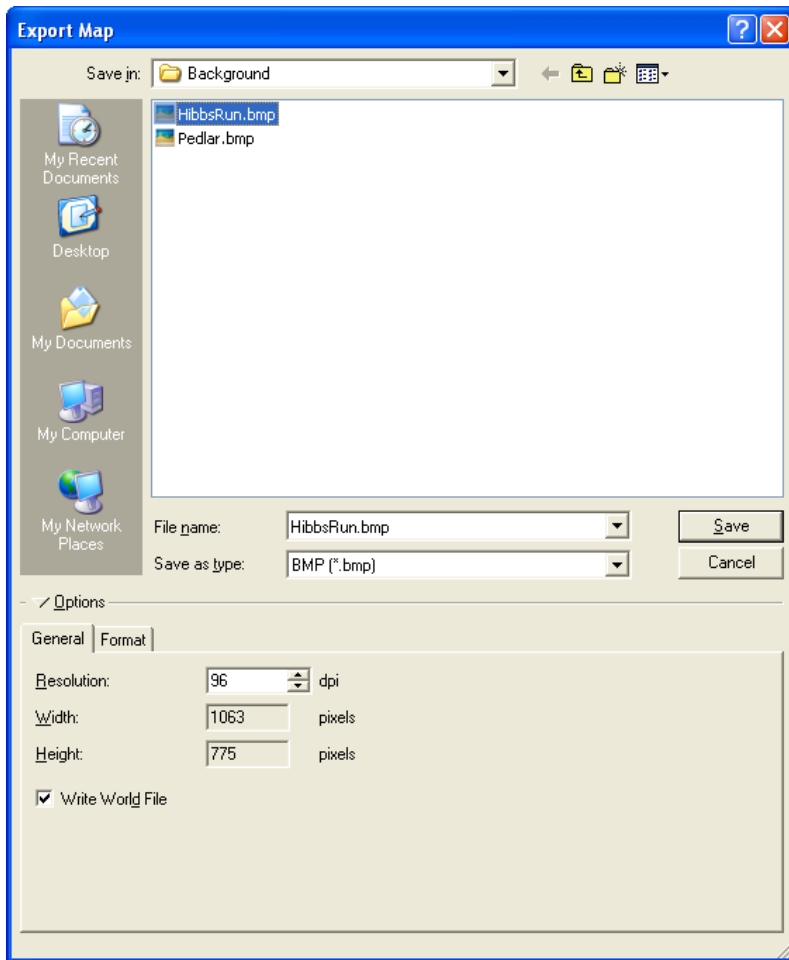 Export Map
Save in:
Background
HibbsRun.bmp
Pedlar.bmp
My Recent
Documents
Desktop
My Documents
My Computer
My Network
Places
File name:
HibbsRun.bmp
Save
Save as type:
BMP (*.bmp)
Cancel
Options
General
Format
Resolution:
96
dpi
Width:
1063
pixels
Height:
775
pixels
Write World File